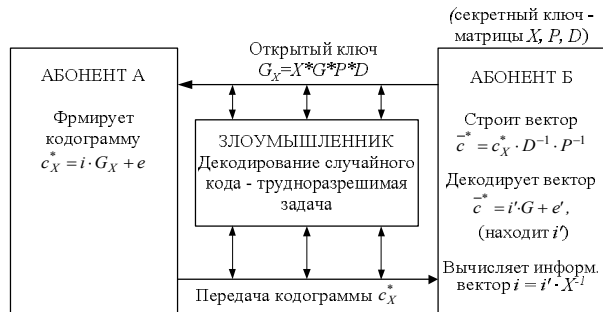 (секретный ключ -
матрицы X, P, D)
Открытый ключ
G_X=X*G*P*D
АБОНЕНТ А
Фрмирует
кодограмму
c*_X = i · G_X + e
ЗЛОУМЫШЛЕННИК
Декодирование случайного
кода - трудноразрешимая
задача
Передача кодограммы c*_X
АБОНЕНТ Б
Строит вектор
c̄* = c*_X · D⁻¹ · P⁻¹
Декодирует вектор
c̄* = i′·G + e′,
(находит i′)
Вычисляет информ.
вектор i = i′· X⁻¹